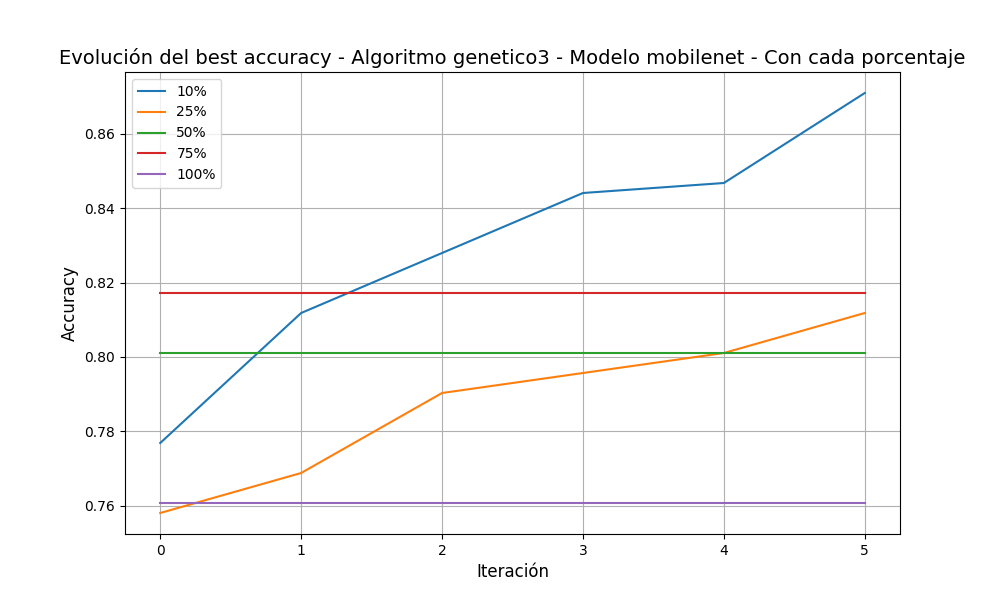 Evolución del best accuracy - Algoritmo genetico3 - Modelo mobilenet - Con cada porcentaje
10%
25%
50%
75%
100%
Accuracy
0.86
0.84
0.82
0.80
0.78
0.76
0 1 2 3 4 5
Iteración